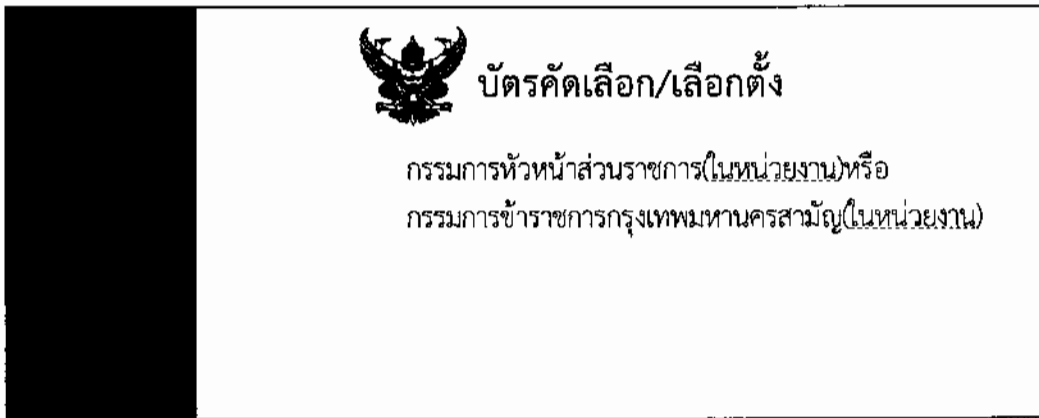 บัตรคัดเลือก/เลือกตั้ง
กรรมการหัวหน้าส่วนราชการ(ในหน่วยงาน)หรือ
กรรมการข้าราชการกรุงเทพมหานครสามัญ(ในหน่วยงาน)